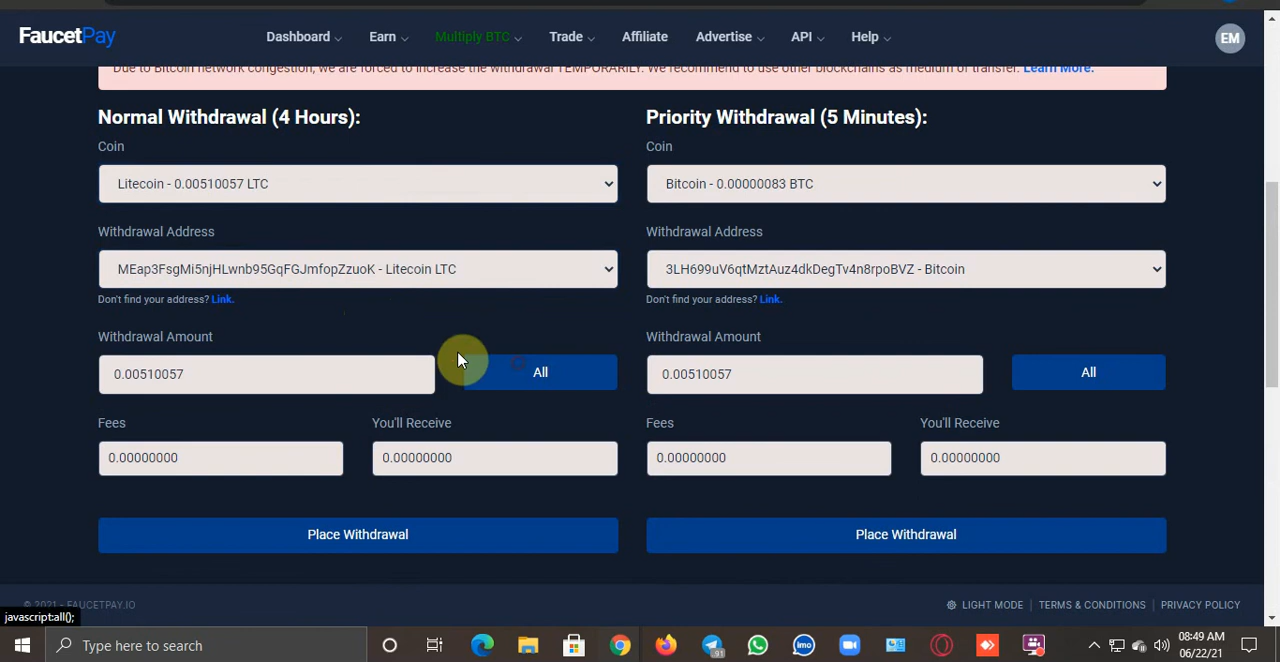 FaucetPay
Dashboard Earn Multiply BTC Trade Affiliate Advertise API Help EM
Due to Bitcoin network congestion, we are forced to increase the withdrawal TEMPORARILY. We recommend to use other blockchains as medium of transfer. Learn More.
Normal Withdrawal (4 Hours):
Coin
Litecoin - 0.00510057 LTC
Withdrawal Address
MEap3FsgMi5njHLwnb95GqFGJmfopZzuoK - Litecoin LTC
Don't find your address? Link.
Withdrawal Amount
0.00510057 All
Fees You'll Receive
0.00000000 0.00000000
Place Withdrawal
Priority Withdrawal (5 Minutes):
Coin
Bitcoin - 0.00000083 BTC
Withdrawal Address
3LH699uV6qtMztAuz4dkDegTv4n8rpoBVZ - Bitcoin
Don't find your address? Link.
Withdrawal Amount
0.00510057 All
Fees You'll Receive
0.00000000 0.00000000
Place Withdrawal
© 2021 - FAUCETPAY.IO LIGHT MODE | TERMS & CONDITIONS | PRIVACY POLICY
javascript:all();
Type here to search
91
imo
08:49 AM
06/22/21